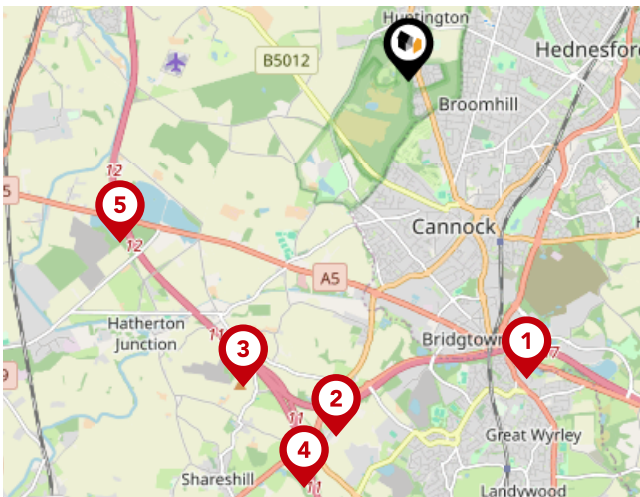 Huntington
Hednesford
B5012
Broomhill
12
5
5
12
Cannock
A5
Hatherton
Junction
11
Bridgtown
1
7
3
9
2
11
4
Great Wyrley
Shareshill
11
Landywood